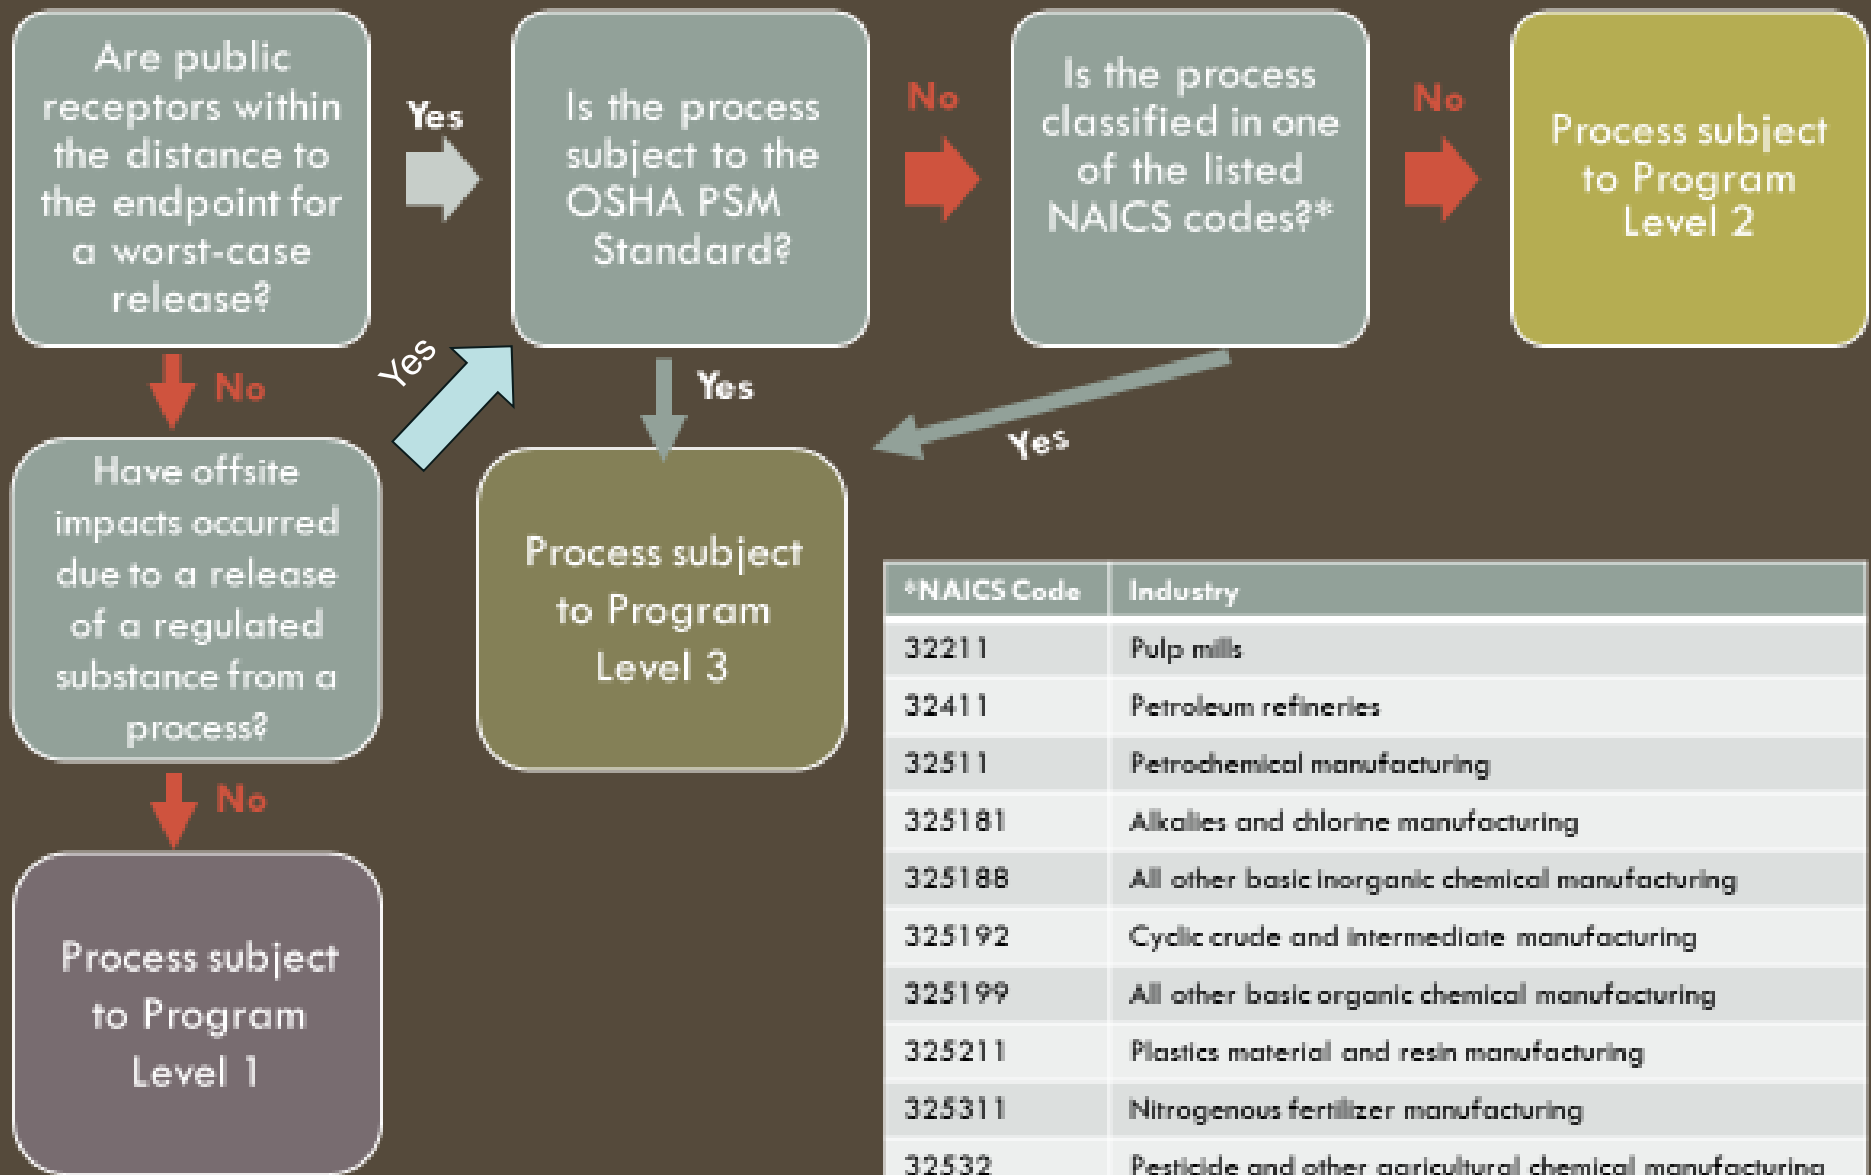 Are public
receptors within
the distance to
the endpoint for
a worst-case
release?
Yes
Is the process
subject to the
OSHA PSM
Standard?
No
Is the process
classified in one
of the listed
NAICS codes?*
No
Process subject
to Program
Level 2
No
Yes
Yes
Yes
Have offsite
impacts occurred
due to a release
of a regulated
substance from a
process?
Process subject
to Program
Level 3
No
Process subject
to Program
Level 1
*NAICS Code Industry
32211 Pulp mills
32411 Petroleum refineries
32511 Petrochemical manufacturing
325181 Alkalies and chlorine manufacturing
325188 All other basic inorganic chemical manufacturing
325192 Cyclic crude and intermediate manufacturing
325199 All other basic organic chemical manufacturing
325211 Plastics material and resin manufacturing
325311 Nitrogenous fertilizer manufacturing
32532 Pesticide and other agricultural chemical manufacturing